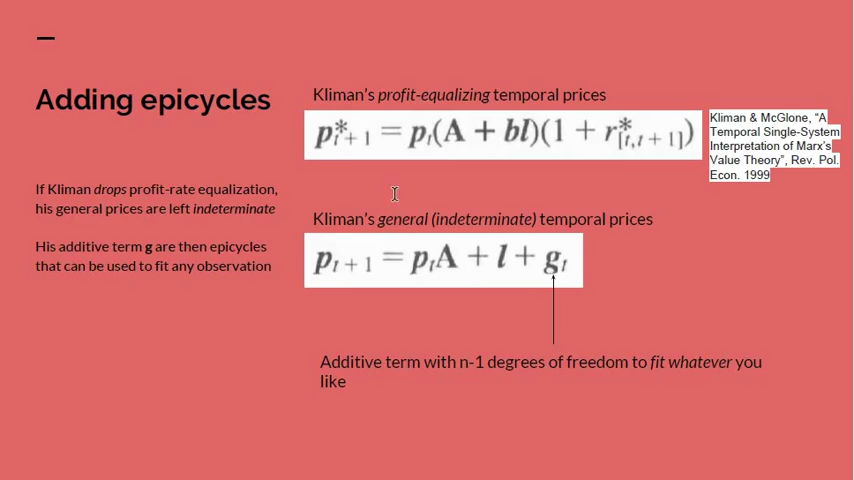 Adding epicycles
If Kliman drops profit-rate equalization,
his general prices are left indeterminate
His additive term g are then epicycles
that can be used to fit any observation
Kliman's profit-equalizing temporal prices
p*ₜ₊₁ = pₜ(A + bl)(1 + r*[t,t+1])
Kliman & McGlone, “A
Temporal Single-System
Interpretation of Marx’s
Value Theory”, Rev. Pol.
Econ. 1999
Kliman's general (indeterminate) temporal prices
pₜ₊₁ = pₜA + l + gₜ
Additive term with n-1 degrees of freedom to fit whatever you
like